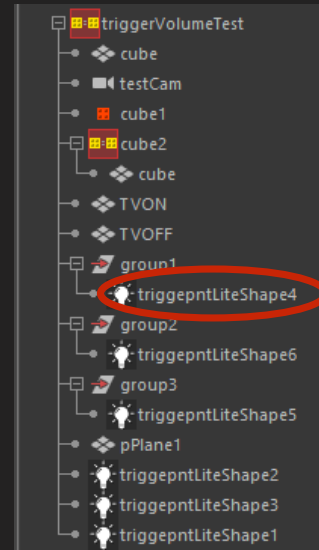 triggerVolumeTest
cube
testCam
cube1
cube2
cube
TVON
TVOFF
group1
triggepntLiteShape4
group2
triggepntLiteShape6
group3
triggepntLiteShape5
pPlane1
triggepntLiteShape2
triggepntLiteShape3
triggepntLiteShape1